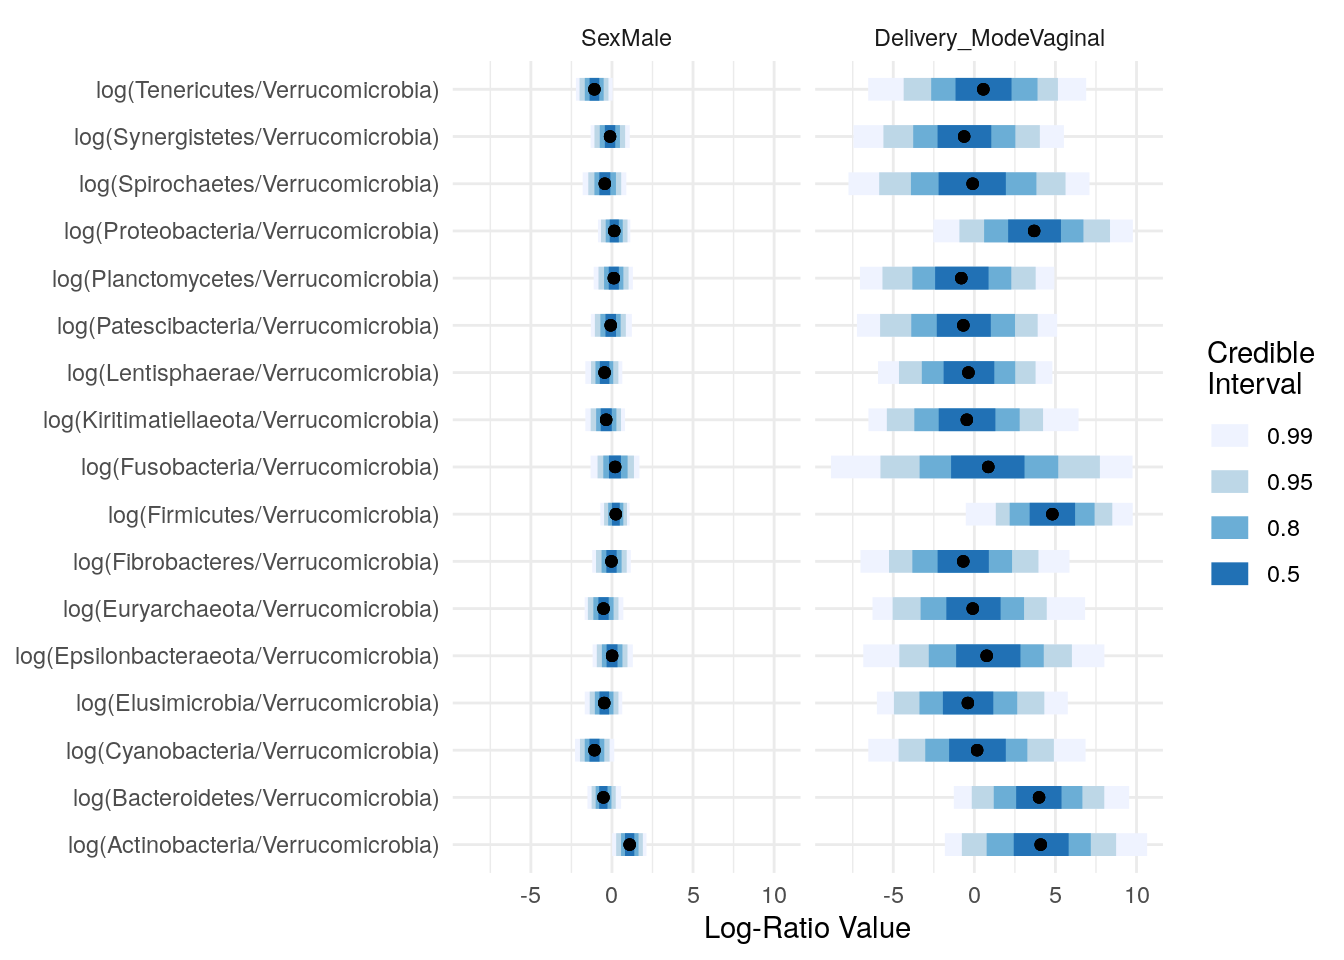 SexMale Delivery_ModeVaginal
log(Tenericutes/Verrucomicrobia)
log(Synergistetes/Verrucomicrobia)
log(Spirochaetes/Verrucomicrobia)
log(Proteobacteria/Verrucomicrobia)
log(Planctomycetes/Verrucomicrobia)
log(Patescibacteria/Verrucomicrobia)
log(Lentisphaerae/Verrucomicrobia)
log(Kiritimatiellaeota/Verrucomicrobia)
log(Fusobacteria/Verrucomicrobia)
log(Firmicutes/Verrucomicrobia)
log(Fibrobacteres/Verrucomicrobia)
log(Euryarchaeota/Verrucomicrobia)
log(Epsilonbacteraeota/Verrucomicrobia)
log(Elusimicrobia/Verrucomicrobia)
log(Cyanobacteria/Verrucomicrobia)
log(Bacteroidetes/Verrucomicrobia)
log(Actinobacteria/Verrucomicrobia)
-5 0 5 10 -5 0 5 10
Log-Ratio Value
Credible
Interval
0.99
0.95
0.8
0.5